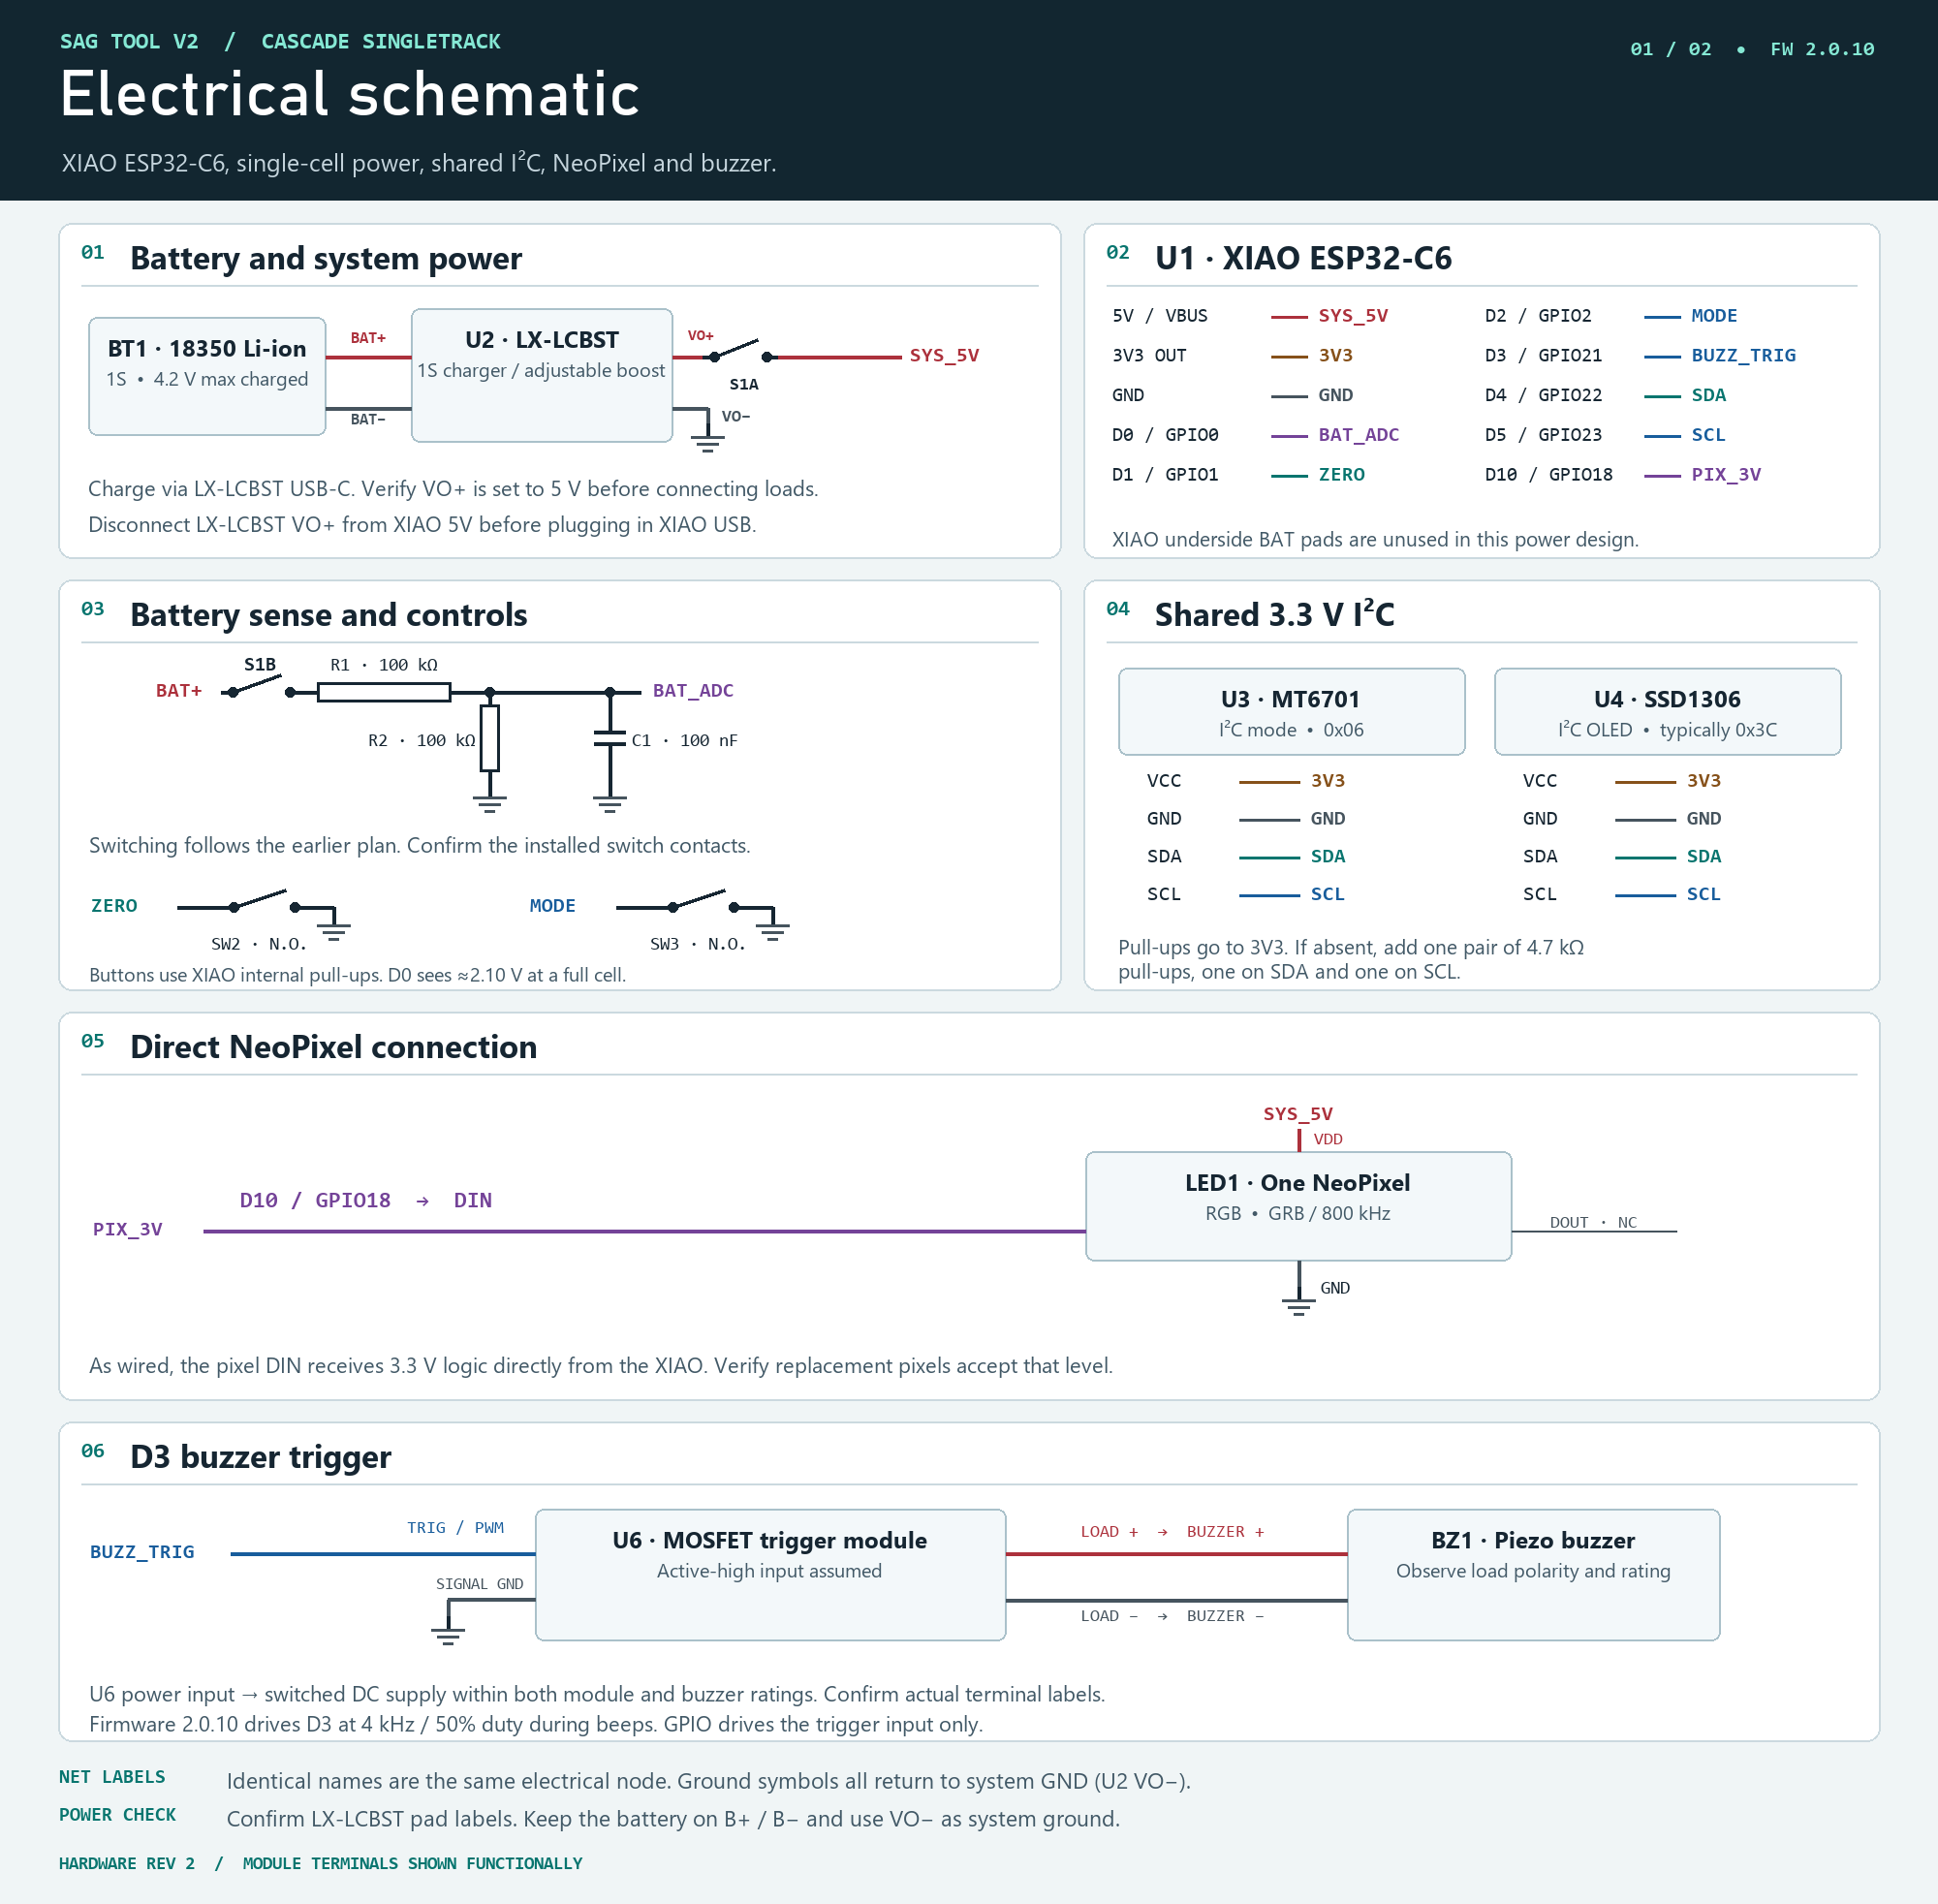 SAG TOOL V2 / CASCADE SINGLETRACK
01 / 02 • FW 2.0.10
Electrical schematic
XIAO ESP32-C6, single-cell power, shared I²C, NeoPixel and buzzer.
01 Battery and system power
BT1 · 18350 Li-ion
1S • 4.2 V max charged
BAT+
BAT−
U2 · LX-LCBST
1S charger / adjustable boost
VO+
S1A
SYS_5V
VO−
Charge via LX-LCBST USB-C. Verify VO+ is set to 5 V before connecting loads.
Disconnect LX-LCBST VO+ from XIAO 5V before plugging in XIAO USB.
02 U1 · XIAO ESP32-C6
5V / VBUS SYS_5V D2 / GPIO2 MODE
3V3 OUT 3V3 D3 / GPIO21 BUZZ_TRIG
GND GND D4 / GPIO22 SDA
D0 / GPIO0 BAT_ADC D5 / GPIO23 SCL
D1 / GPIO1 ZERO D10 / GPIO18 PIX_3V
XIAO underside BAT pads are unused in this power design.
03 Battery sense and controls
S1B R1 · 100 kΩ
BAT+ BAT_ADC
R2 · 100 kΩ C1 · 100 nF
Switching follows the earlier plan. Confirm the installed switch contacts.
ZERO MODE
SW2 · N.O. SW3 · N.O.
Buttons use XIAO internal pull-ups. D0 sees ≈2.10 V at a full cell.
04 Shared 3.3 V I²C
U3 · MT6701 U4 · SSD1306
I²C mode • 0x06 I²C OLED • typically 0x3C
VCC 3V3 VCC 3V3
GND GND GND GND
SDA SDA SDA SDA
SCL SCL SCL SCL
Pull-ups go to 3V3. If absent, add one pair of 4.7 kΩ
pull-ups, one on SDA and one on SCL.
05 Direct NeoPixel connection
SYS_5V
VDD
LED1 · One NeoPixel
RGB • GRB / 800 kHz
D10 / GPIO18 → DIN
PIX_3V
DOUT · NC
GND
As wired, the pixel DIN receives 3.3 V logic directly from the XIAO. Verify replacement pixels accept that level.
06 D3 buzzer trigger
TRIG / PWM
BUZZ_TRIG
SIGNAL GND
U6 · MOSFET trigger module
Active-high input assumed
LOAD + → BUZZER +
LOAD − → BUZZER −
BZ1 · Piezo buzzer
Observe load polarity and rating
U6 power input → switched DC supply within both module and buzzer ratings. Confirm actual terminal labels.
Firmware 2.0.10 drives D3 at 4 kHz / 50% duty during beeps. GPIO drives the trigger input only.
NET LABELS Identical names are the same electrical node. Ground symbols all return to system GND (U2 VO−).
POWER CHECK Confirm LX-LCBST pad labels. Keep the battery on B+ / B− and use VO− as system ground.
HARDWARE REV 2 / MODULE TERMINALS SHOWN FUNCTIONALLY